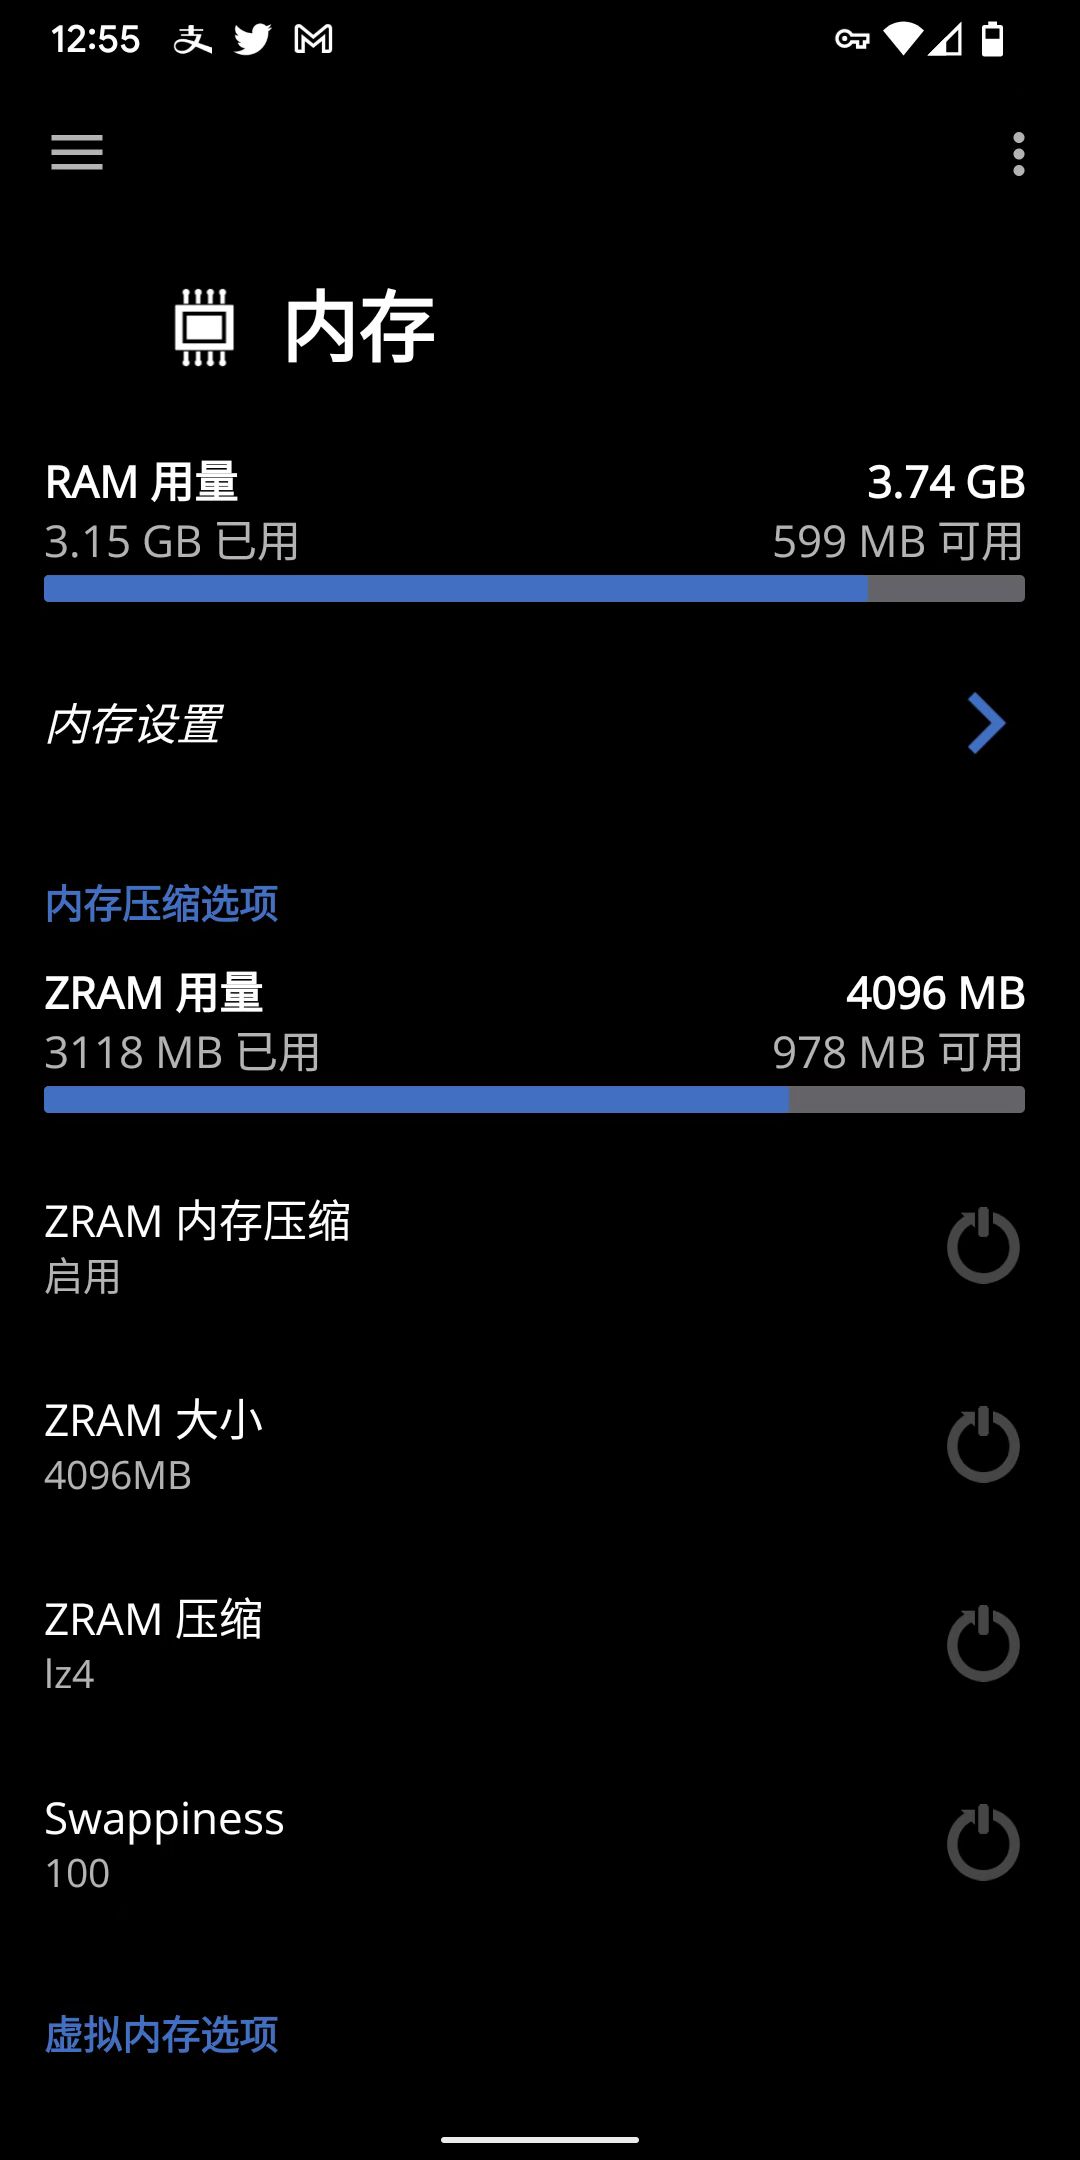 12:55
内存
RAM 用量 3.74 GB
3.15 GB 已用 599 MB 可用
内存设置
内存压缩选项
ZRAM 用量 4096 MB
3118 MB 已用 978 MB 可用
ZRAM 内存压缩
启用
ZRAM 大小
4096MB
ZRAM 压缩
lz4
Swappiness
100
虚拟内存选项